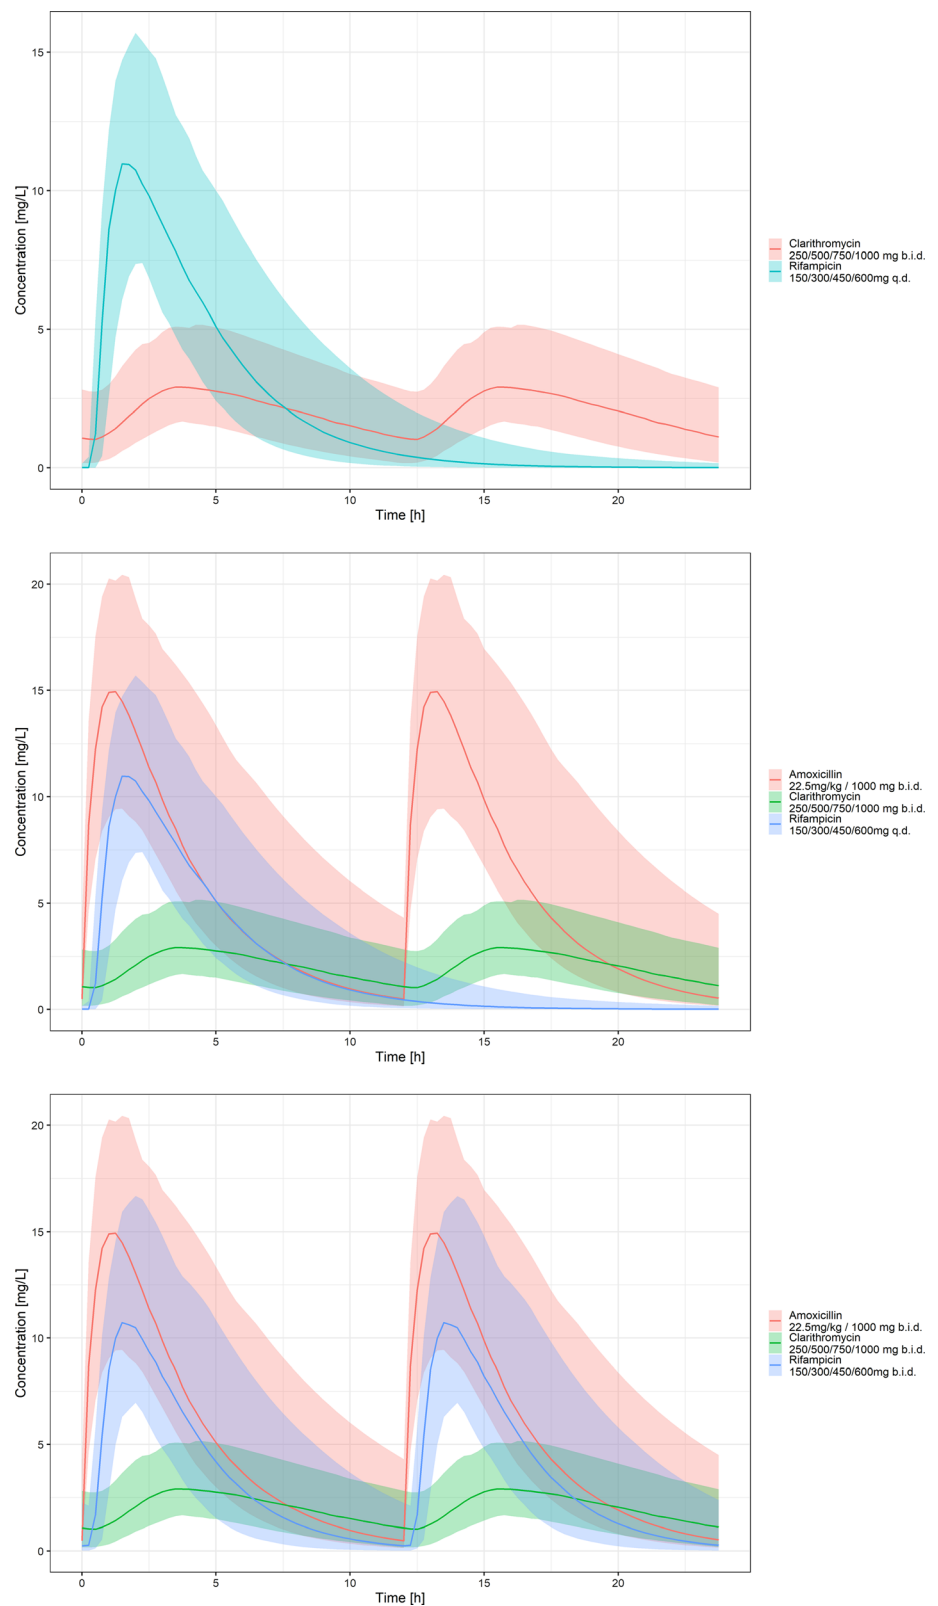 15
10
5
0
Concentration [mg/L]
0 5 10 15 20
Time [h]
Clarithromycin
250/500/750/1000 mg b.i.d.
Rifampicin
150/300/450/600mg q.d.
20
15
10
5
0
Concentration [mg/L]
0 5 10 15 20
Time [h]
Amoxicillin
22.5mg/kg / 1000 mg b.i.d.
Clarithromycin
250/500/750/1000 mg b.i.d.
Rifampicin
150/300/450/600mg q.d.
20
15
10
5
0
Concentration [mg/L]
0 5 10 15 20
Time [h]
Amoxicillin
22.5mg/kg / 1000 mg b.i.d.
Clarithromycin
250/500/750/1000 mg b.i.d.
Rifampicin
150/300/450/600mg b.i.d.